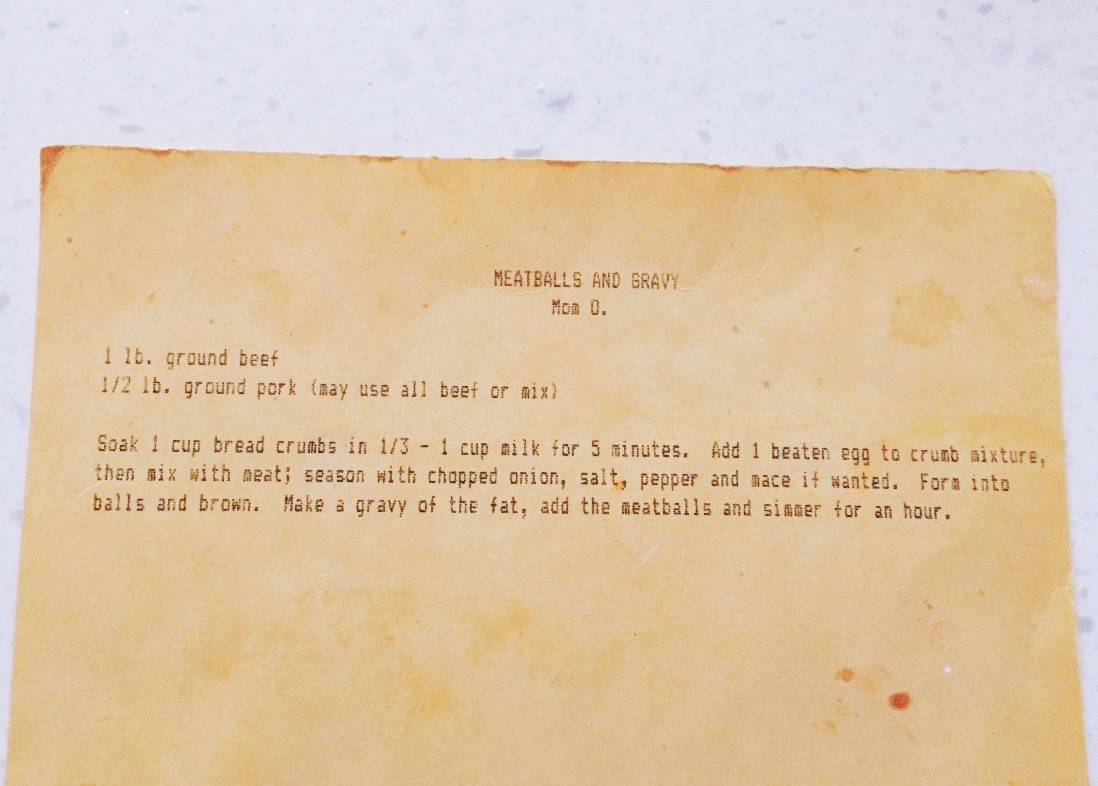 MEATBALLS AND GRAVY
Mom O.
1 lb. ground beef
1/2 lb. ground pork (may use all beef or mix)
Soak 1 cup bread crumbs in 1/3 - 1 cup milk for 5 minutes. Add 1 beaten egg to crumb mixture,
then mix with meat; season with chopped onion, salt, pepper and mace if wanted. Form into
balls and brown. Make a gravy of the fat, add the meatballs and simmer for an hour.